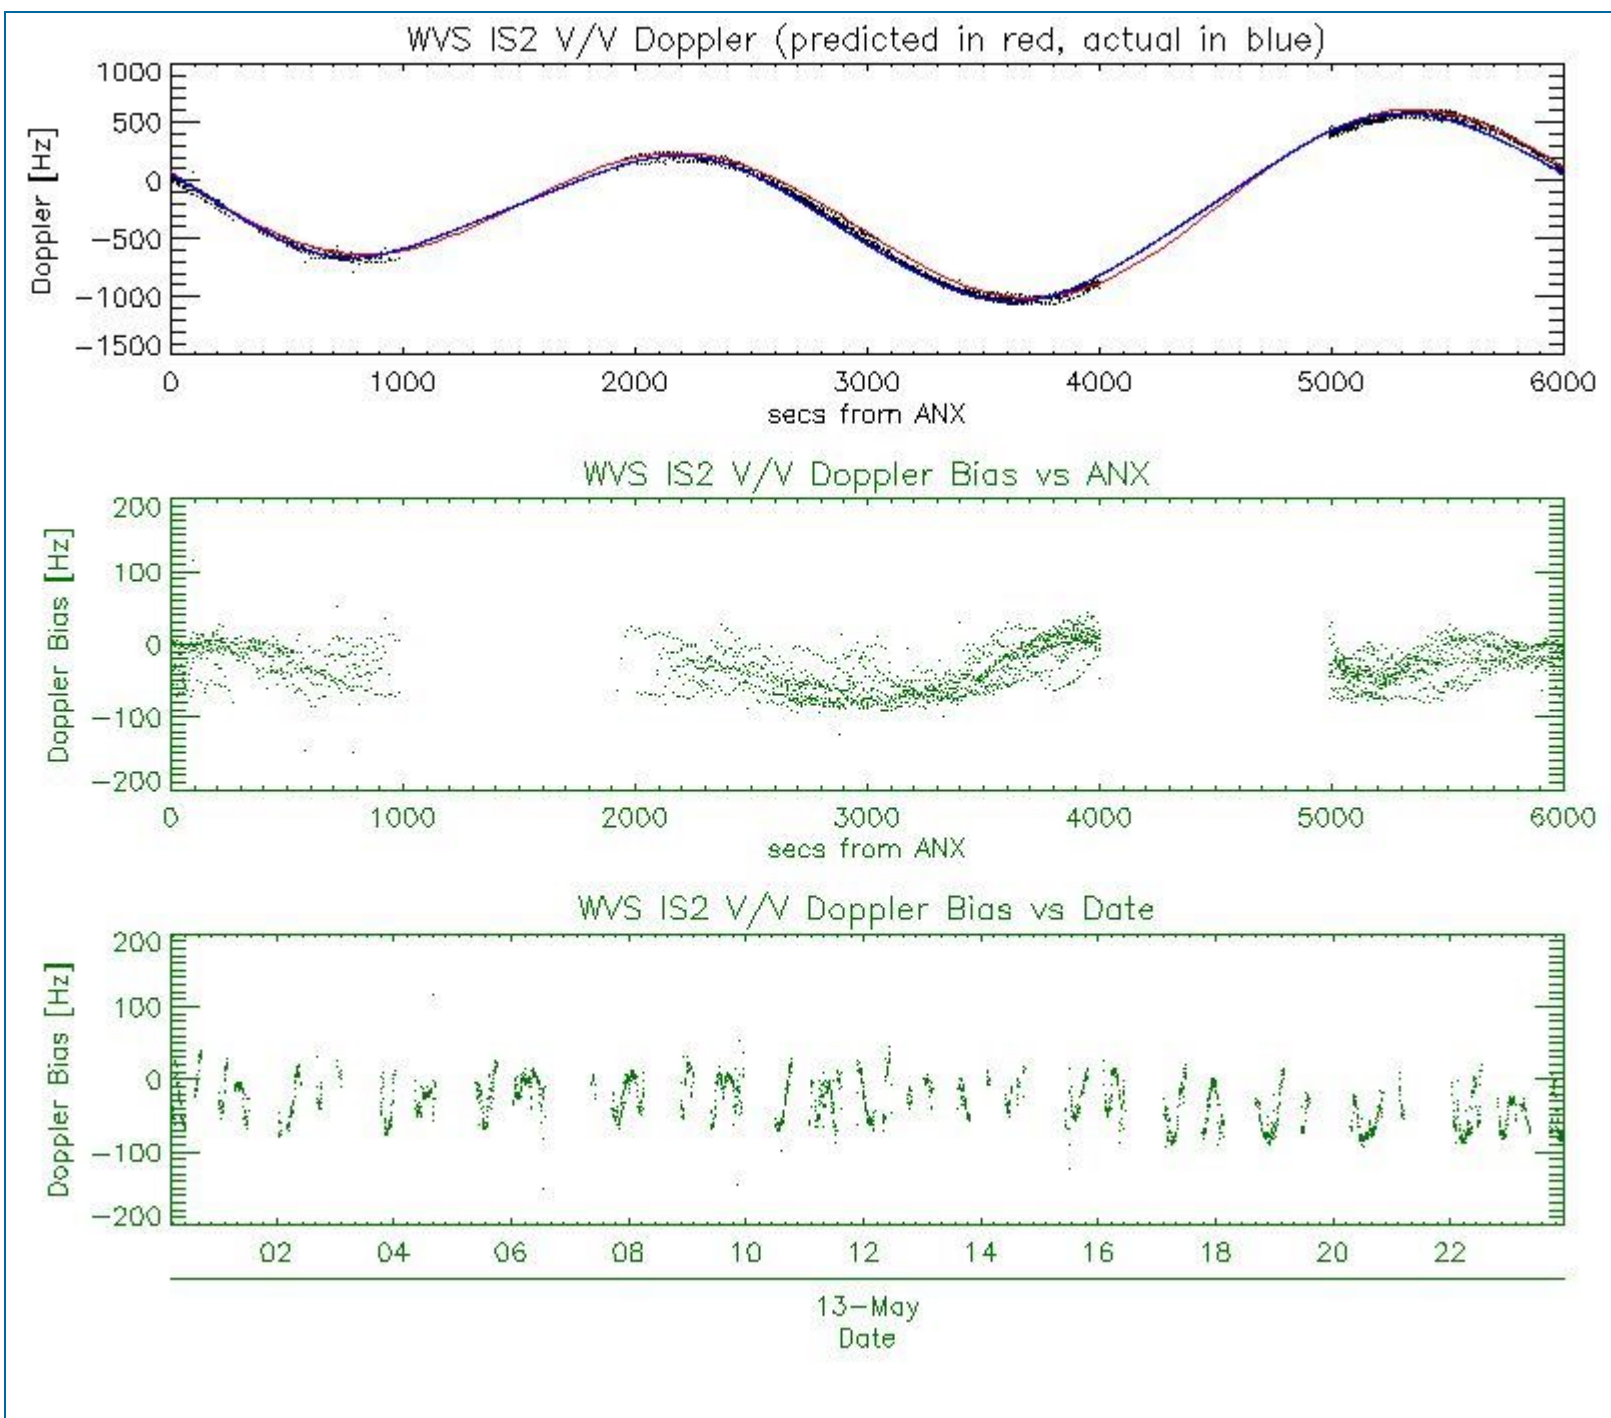 WVS IS2 V/V Doppler (predicted in red, actual in blue)
1000
500
0
-500
-1000
-1500
Doppler [Hz]
0 1000 2000 3000 4000 5000 6000
secs from ANX
WVS IS2 V/V Doppler Bias vs ANX
200
100
0
-100
-200
Doppler Bias [Hz]
0 1000 2000 3000 4000 5000 6000
secs from ANX
WVS IS2 V/V Doppler Bias vs Date
200
100
0
-100
-200
Doppler Bias [Hz]
02 04 06 08 10 12 14 16 18 20 22
13-May
Date